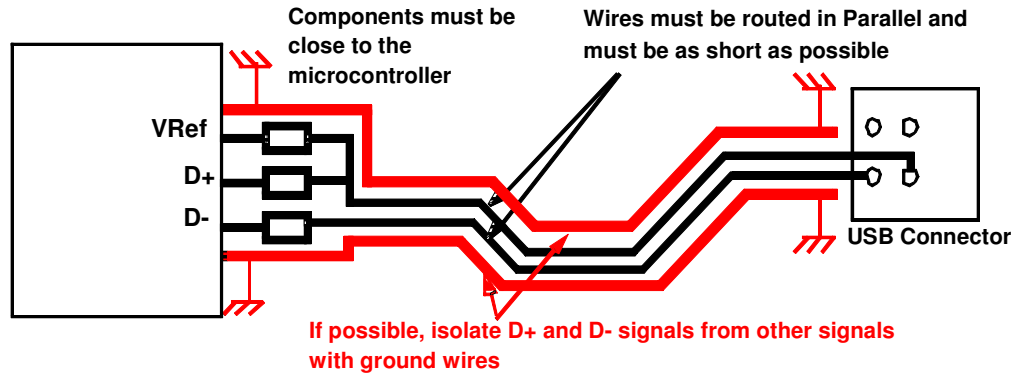 Components must be
close to the
microcontroller
Wires must be routed in Parallel and
must be as short as possible
VRef
D+
D-
USB Connector
If possible, isolate D+ and D- signals from other signals
with ground wires